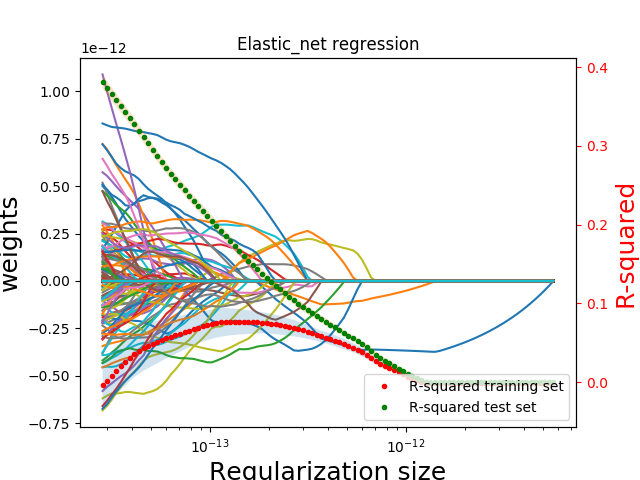 Elastic_net regression
1e−12
1.00
0.75
0.50
0.25
0.00
−0.25
−0.50
−0.75
weights
0.4
0.3
0.2
0.1
0.0
R-squared
R-squared training set
R-squared test set
10⁻¹³
10⁻¹²
Regularization size